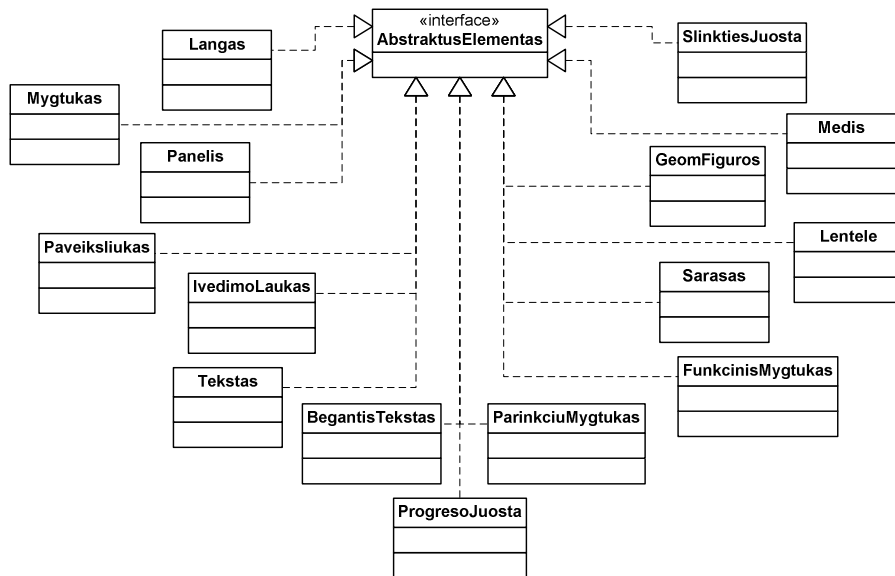 «interface»
AbstraktusElementas
Langas
SlinktiesJuosta
Mygtukas
Medis
Panelis
GeomFiguros
Paveiksliukas
Lentele
IvedimoLaukas
Sarasas
Tekstas
FunkcinisMygtukas
BegantisTekstas
ParinkciuMygtukas
ProgresoJuosta